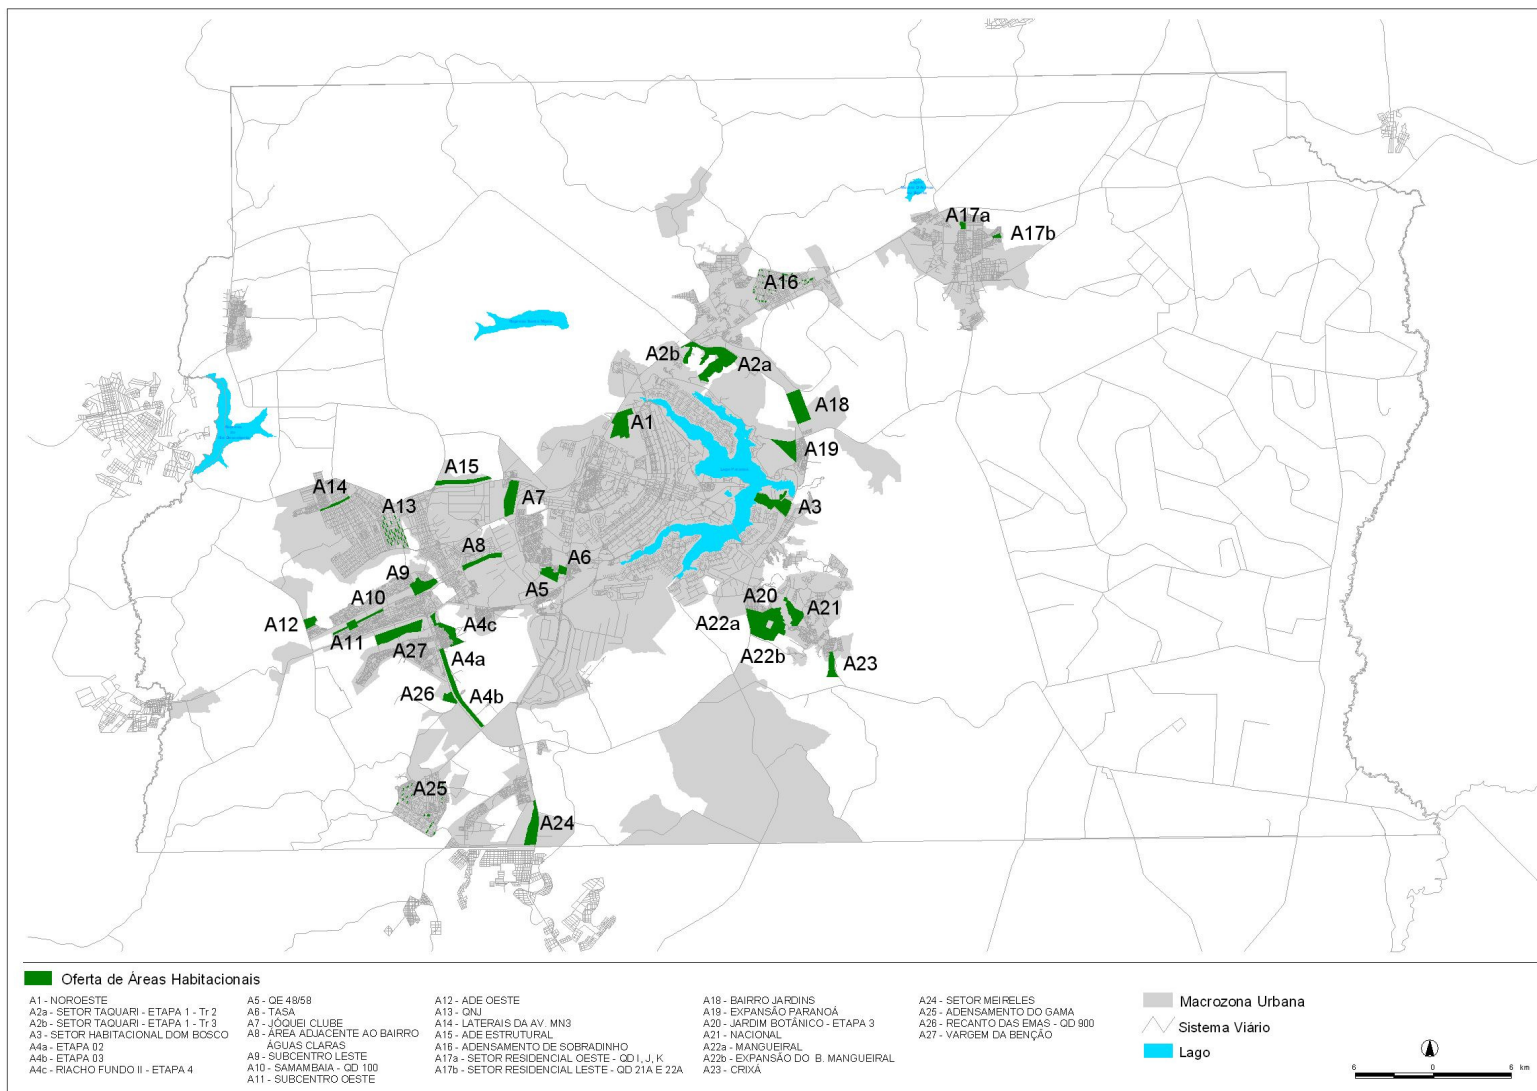 A17a
A17b
A16
A2b
A2a
A18
A1
A19
A15
A14
A7
A13
A3
A8
A6
A9
A5
A10
A20
A21
A12
A4c
A22a
A11
A27
A4a
A22b
A23
A26
A4b
A25
A24
Oferta de Áreas Habitacionais
A1 - NOROESTE
A2a - SETOR TAQUARI - ETAPA 1 - Tr 2
A2b - SETOR TAQUARI - ETAPA 1 - Tr 3
A3 - SETOR HABITACIONAL DOM BOSCO
A4a - ETAPA 02
A4b - ETAPA 03
A4c - RIACHO FUNDO II - ETAPA 4
A5 - QE 48/58
A6 - TASA
A7 - JÓQUEI CLUBE
A8 - ÁREA ADJACENTE AO BAIRRO
ÁGUAS CLARAS
A9 - SUBCENTRO LESTE
A10 - SAMAMBAIA - QD 100
A11 - SUBCENTRO OESTE
A12 - ADE OESTE
A13 - QNJ
A14 - LATERAIS DA AV. MN3
A15 - ADE ESTRUTURAL
A16 - ADENSAMENTO DE SOBRADINHO
A17a - SETOR RESIDENCIAL OESTE - QD I, J, K
A17b - SETOR RESIDENCIAL LESTE - QD 21A E 22A
A18 - BAIRRO JARDINS
A19 - EXPANSÃO PARANOÁ
A20 - JARDIM BOTÂNICO - ETAPA 3
A21 - NACIONAL
A22a - MANGUEIRAL
A22b - EXPANSÃO DO B. MANGUEIRAL
A23 - CRIXÁ
A24 - SETOR MEIRELES
A25 - ADENSAMENTO DO GAMA
A26 - RECANTO DAS EMAS - QD 900
A27 - VARGEM DA BENÇÃO
Macrozona Urbana
Sistema Viário
Lago
6 0 6 km